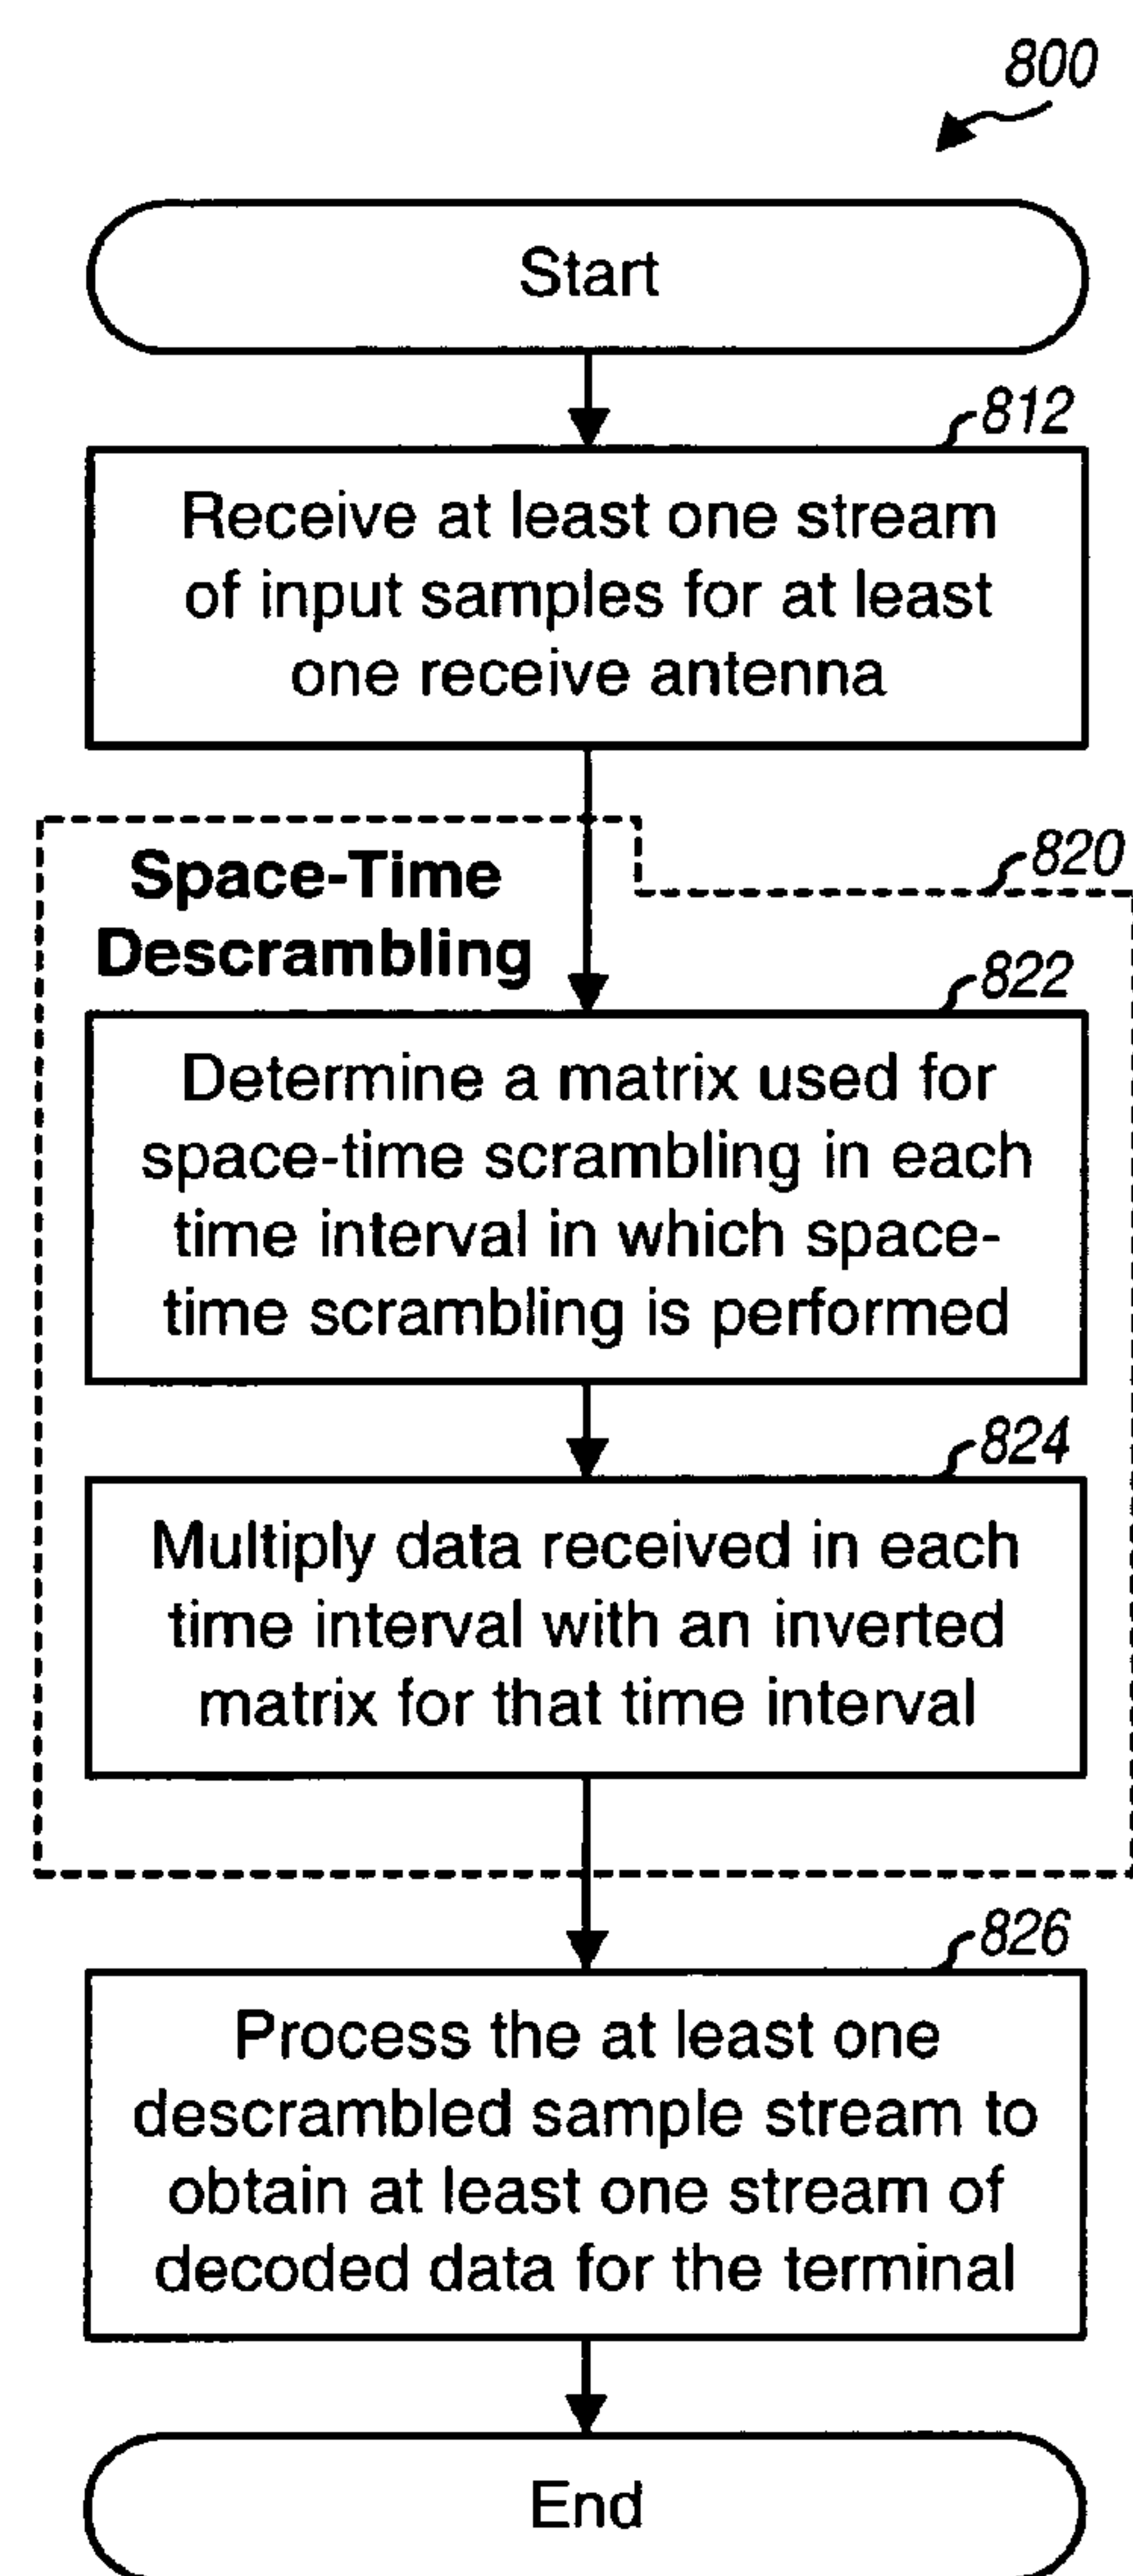 800
Start
812
Receive at least one stream
of input samples for at least
one receive antenna
820
Space-Time
Descrambling
822
Determine a matrix used for
space-time scrambling in each
time interval in which space-
time scrambling is performed
824
Multiply data received in each
time interval with an inverted
matrix for that time interval
826
Process the at least one
descrambled sample stream to
obtain at least one stream of
decoded data for the terminal
End